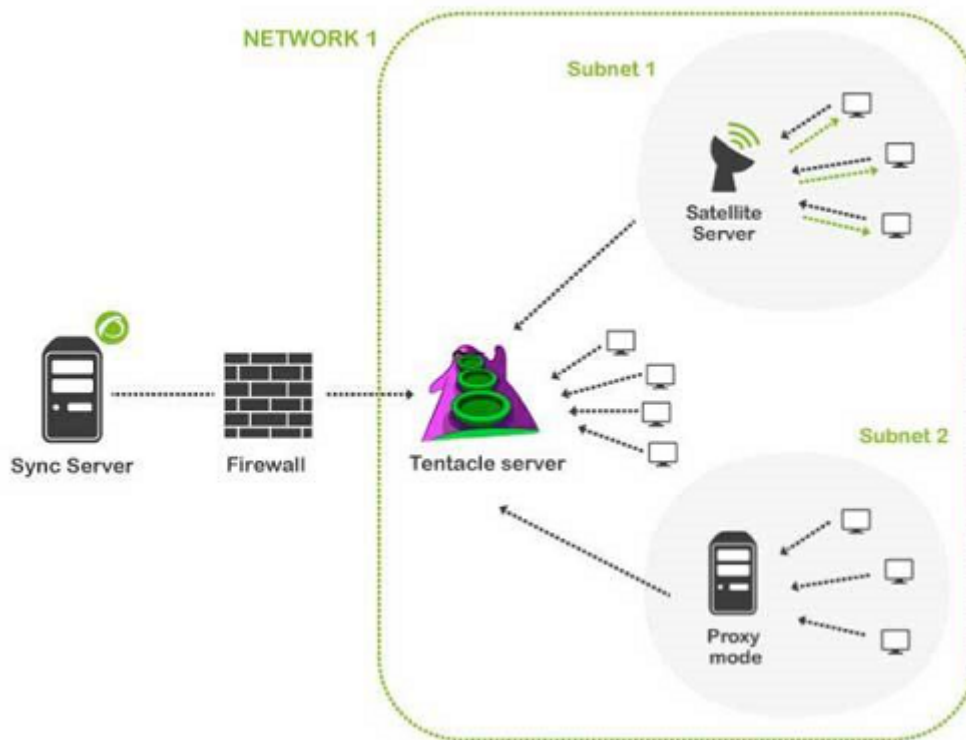 NETWORK 1
Subnet 1
Satellite
Server
Sync Server
Firewall
Tentacle server
Subnet 2
Proxy
mode